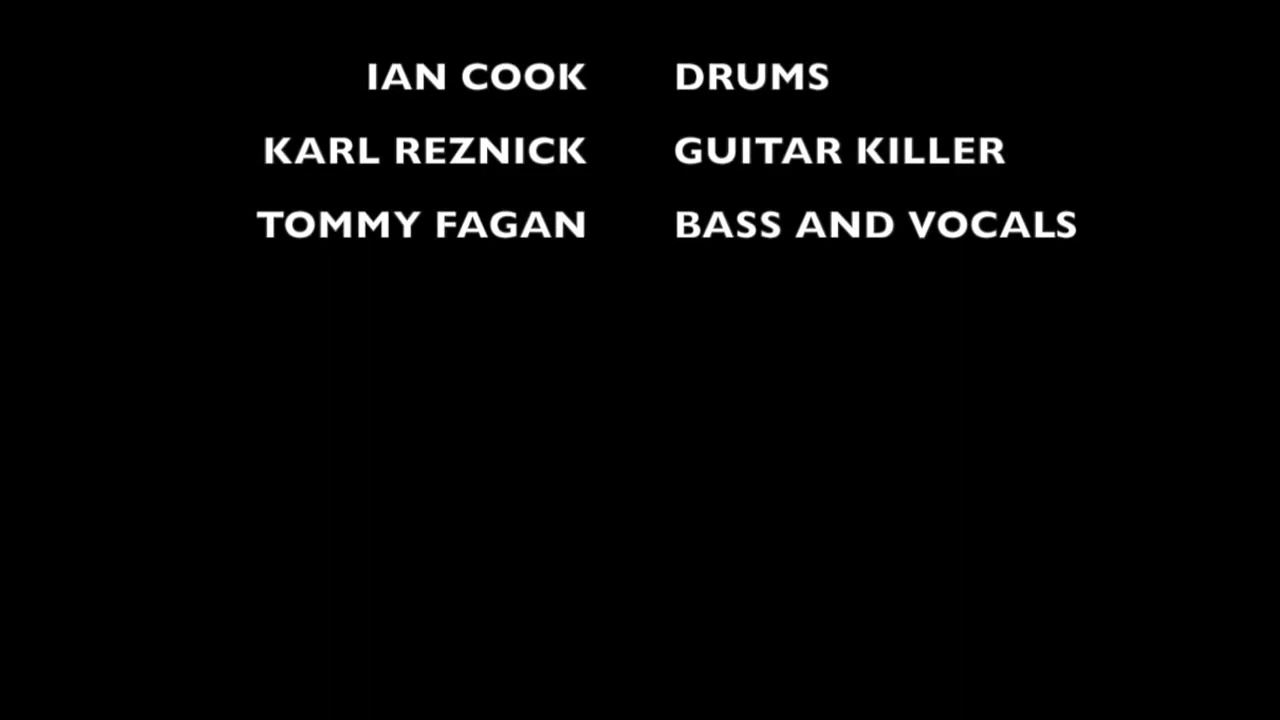 IAN COOK DRUMS
KARL REZNICK GUITAR KILLER
TOMMY FAGAN BASS AND VOCALS